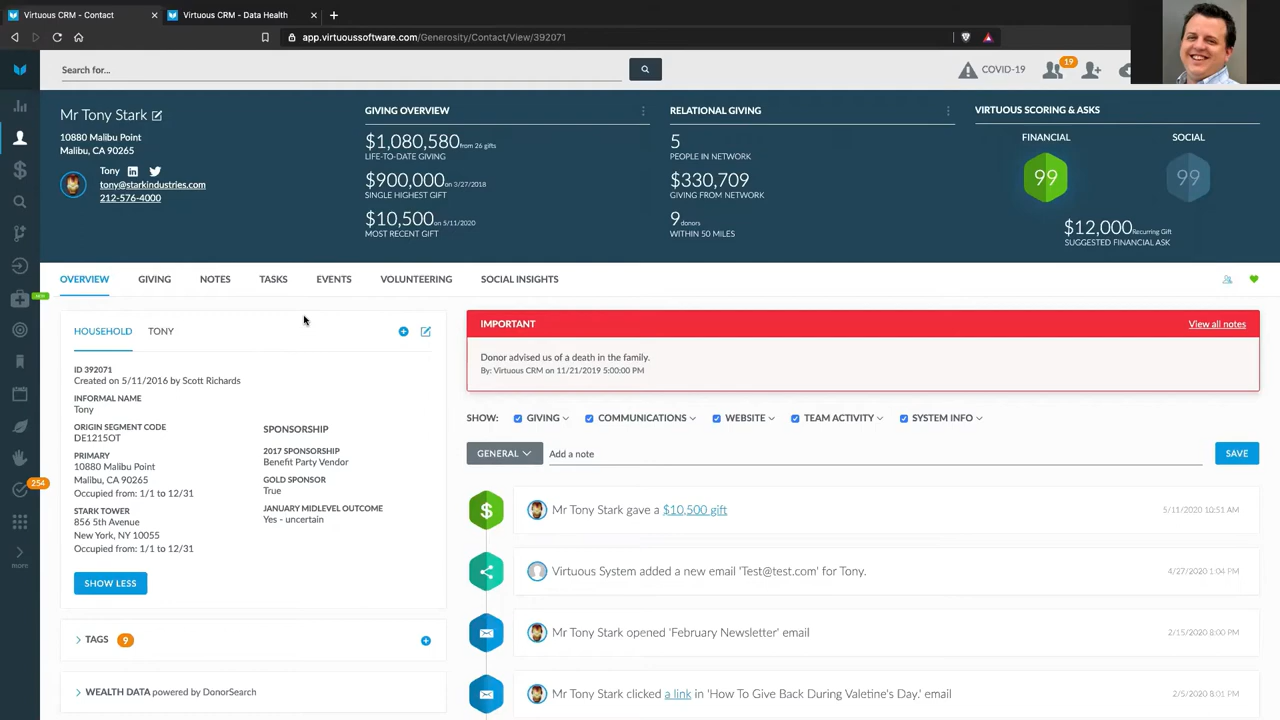 Virtuous CRM - Contact
Virtuous CRM - Data Health
app.virtuoussoftware.com/Generosity/Contact/View/392071
Search for...
COVID-19
19
Mr Tony Stark
10880 Malibu Point
Malibu, CA 90265
Tony
tony@starkindustries.com
212-576-4000
GIVING OVERVIEW
$1,080,580 from 26 gifts
LIFE-TO-DATE GIVING
$900,000 on 3/27/2018
SINGLE HIGHEST GIFT
$10,500 on 5/11/2020
MOST RECENT GIFT
RELATIONAL GIVING
5
PEOPLE IN NETWORK
$330,709
GIVING FROM NETWORK
9 donors
WITHIN 50 MILES
VIRTUOUS SCORING & ASKS
FINANCIAL SOCIAL
99 99
$12,000 Recurring Gift
SUGGESTED FINANCIAL ASK
OVERVIEW GIVING NOTES TASKS EVENTS VOLUNTEERING SOCIAL INSIGHTS
254
more
HOUSEHOLD TONY
ID 392071
Created on 5/11/2016 by Scott Richards
INFORMAL NAME
Tony
ORIGIN SEGMENT CODE
DE1215OT
PRIMARY
10880 Malibu Point
Malibu, CA 90265
Occupied from: 1/1 to 12/31
STARK TOWER
856 5th Avenue
New York, NY 10055
Occupied from: 1/1 to 12/31
SPONSORSHIP
2017 SPONSORSHIP
Benefit Party Vendor
GOLD SPONSOR
True
JANUARY MIDLEVEL OUTCOME
Yes - uncertain
SHOW LESS
TAGS 9
WEALTH DATA powered by DonorSearch
IMPORTANT View all notes
Donor advised us of a death in the family.
By: Virtuous CRM on 11/21/2019 5:00:00 PM
SHOW: GIVING COMMUNICATIONS WEBSITE TEAM ACTIVITY SYSTEM INFO
GENERAL Add a note SAVE
Mr Tony Stark gave a $10,500 gift 5/11/2020 10:51 AM
Virtuous System added a new email 'Test@test.com' for Tony. 4/27/2020 1:04 PM
Mr Tony Stark opened 'February Newsletter' email 2/15/2020 8:00 PM
Mr Tony Stark clicked a link in 'How To Give Back During Valetine's Day.' email 2/5/2020 8:01 PM